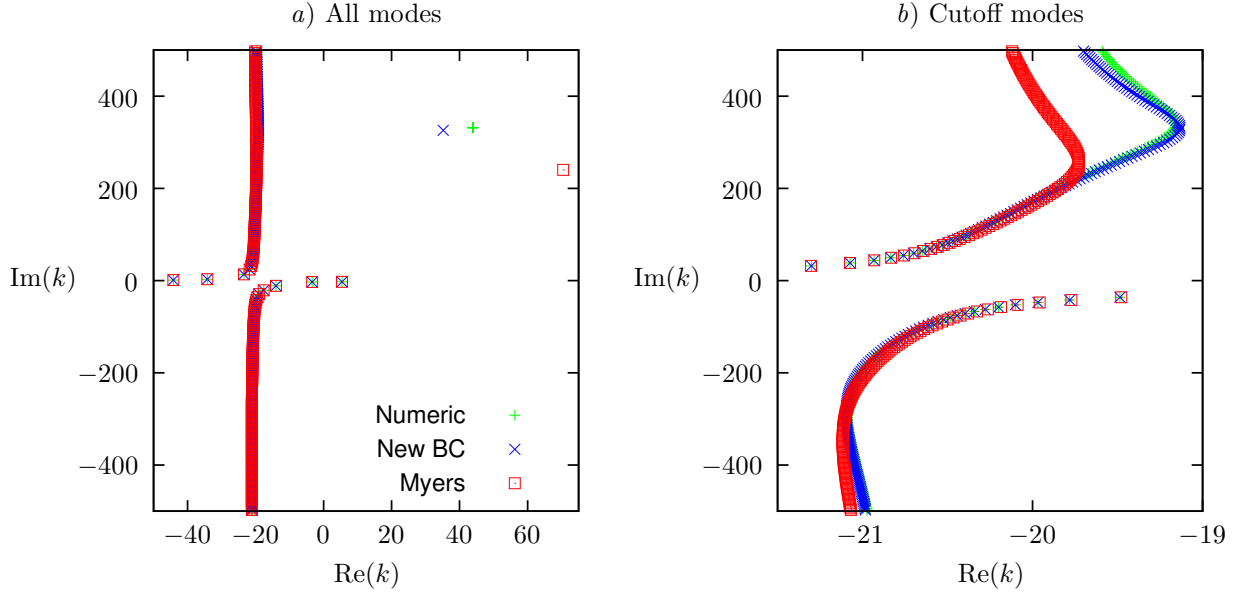 a) All modes
Im(k)
400
200
0
−200
−400
−40
−20
0
20
40
60
Re(k)
Numeric
New BC
Myers
b) Cutoff modes
Im(k)
400
200
0
−200
−400
−21
−20
−19
Re(k)